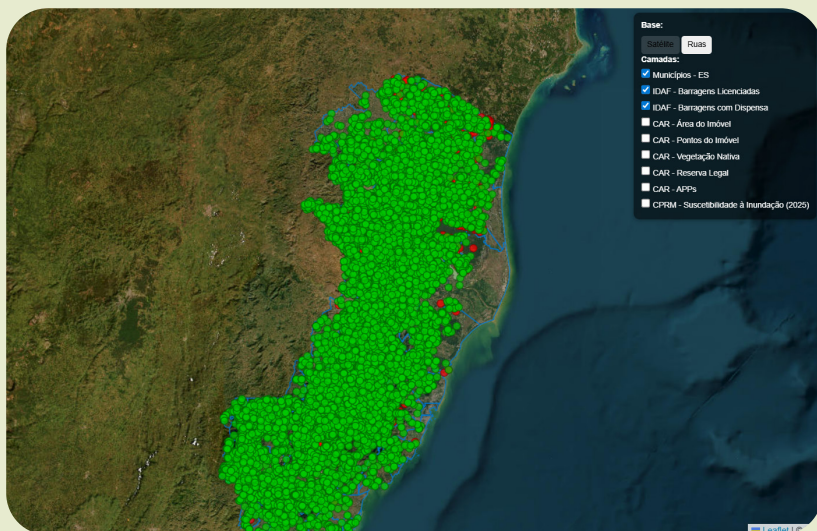 Base:
Satélite Ruas
Camadas:
Municípios - ES
IDAF - Barragens Licenciadas
IDAF - Barragens com Dispensa
CAR - Área do Imóvel
CAR - Pontos do Imóvel
CAR - Vegetação Nativa
CAR - Reserva Legal
CAR - APPs
CPRM - Suscetibilidade à Inundação (2025)
Leaflet